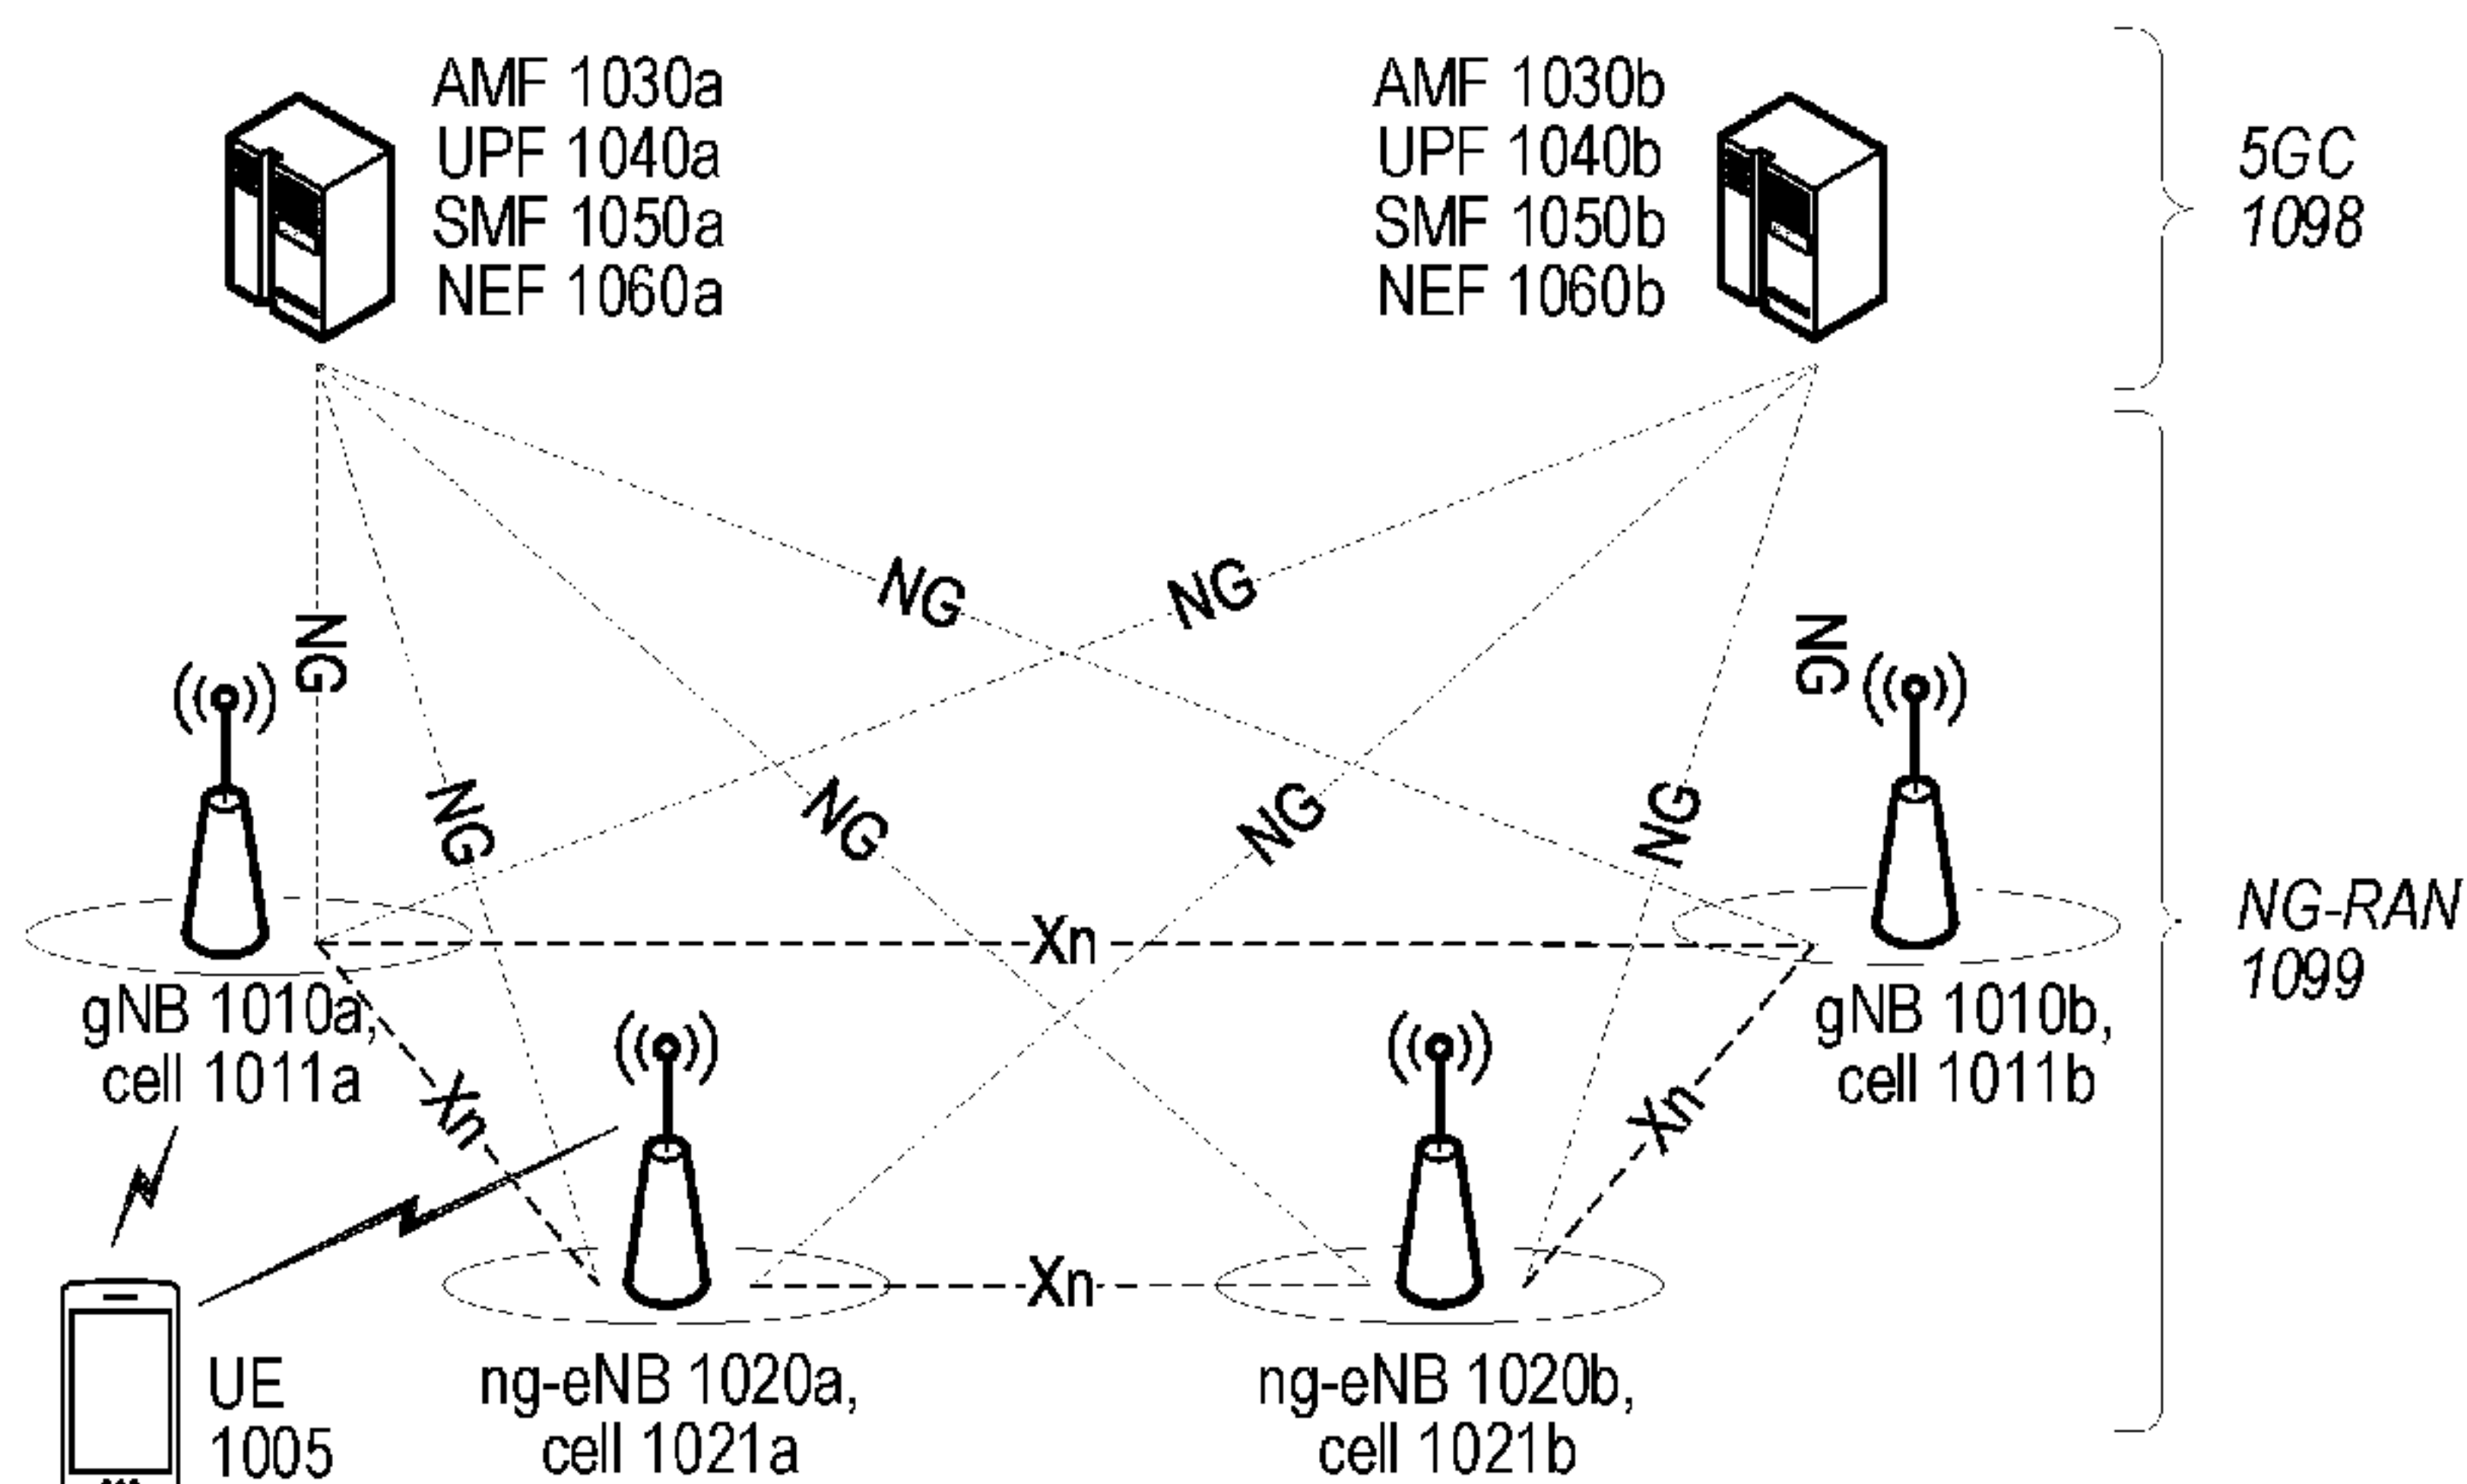 AMF 1030a
UPF 1040a
SMF 1050a
NEF 1060a
AMF 1030b
UPF 1040b
SMF 1050b
NEF 1060b
5GC
1098
NG
NG
NG
NG
NG
NG
NG
NG
NG-RAN
1099
Xn
gNB 1010a,
cell 1011a
gNB 1010b,
cell 1011b
Xn
Xn
Xn
UE
1005
ng-eNB 1020a,
cell 1021a
ng-eNB 1020b,
cell 1021b